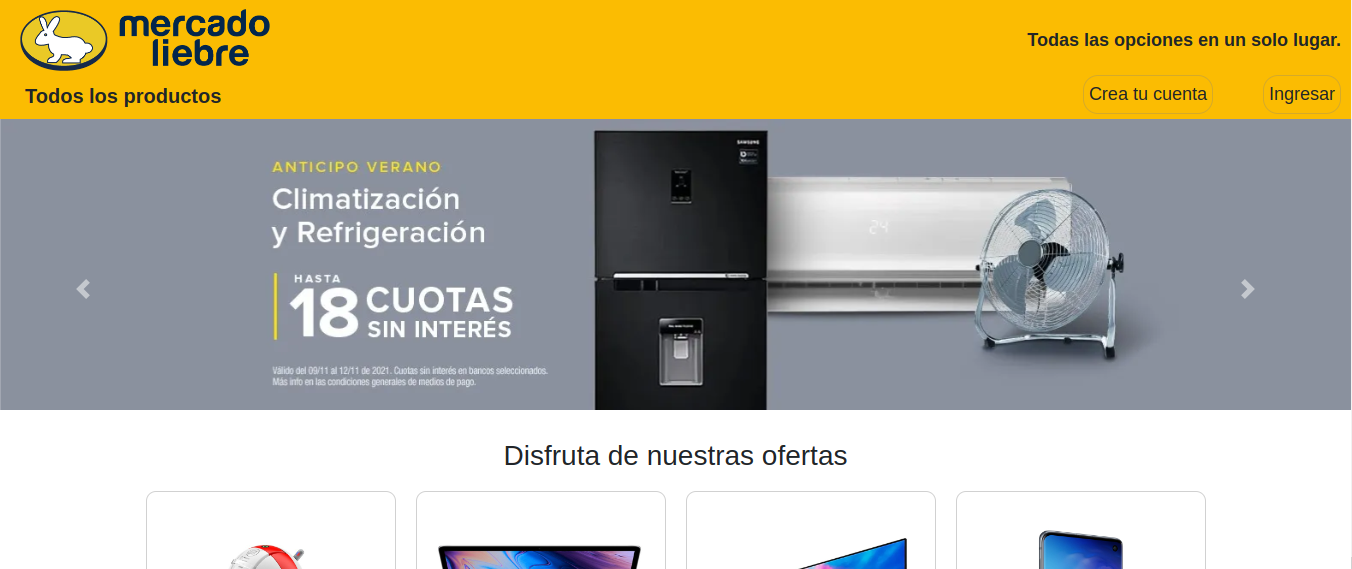 mercado
liebre
Todas las opciones en un solo lugar.
Todos los productos
Crea tu cuenta
Ingresar
ANTICIPO VERANO
Climatización
y Refrigeración
HASTA
18 CUOTAS
SIN INTERÉS
Válido del 09/11 al 12/11 de 2021. Cuotas sin interés en bancos seleccionados.
Más info en las condiciones generales de medios de pago.
SAMSUNG
24
Disfruta de nuestras ofertas